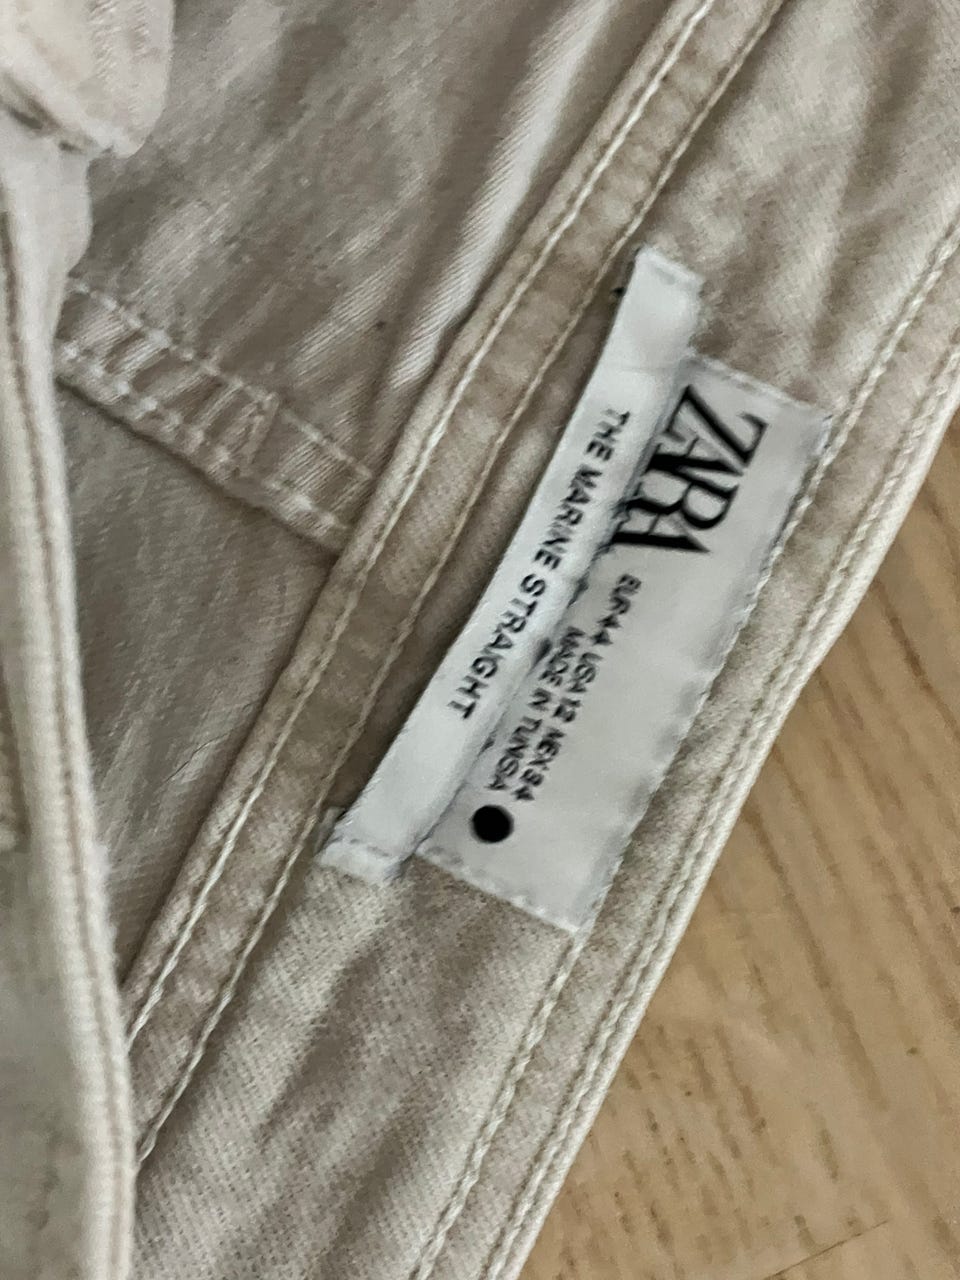 ZARA
EUR 44 USA 12 MEX 34
MADE IN TUNISIA
THE MARINE STRAIGHT